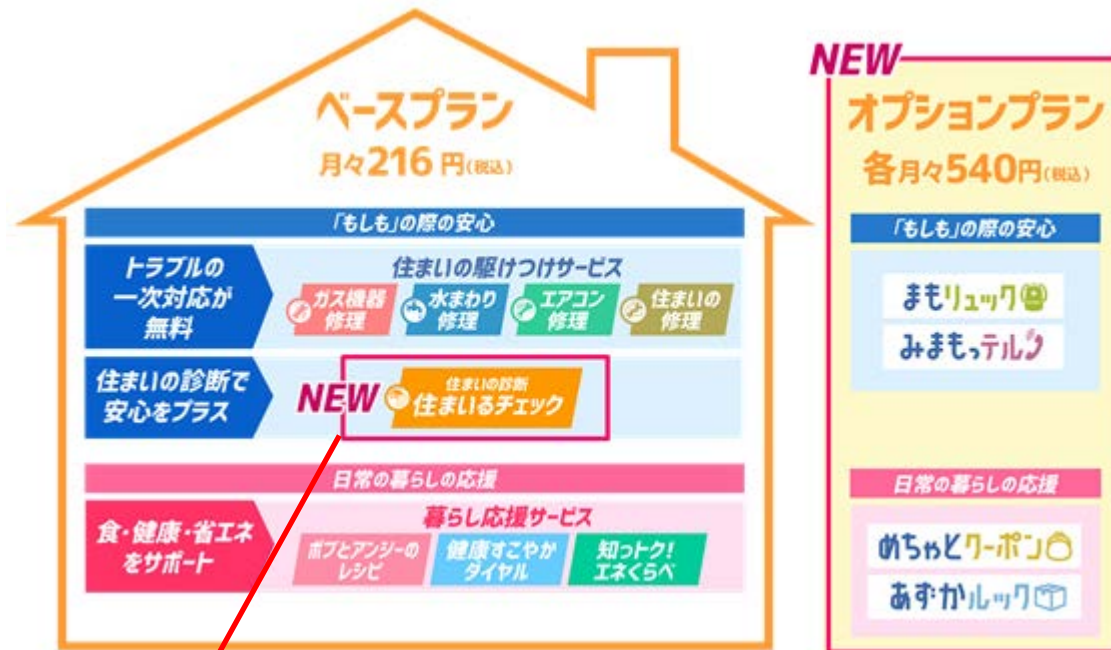 ベースプラン
月々216円(税込)
「もしも」の際の安心
トラブルの
一次対応が
無料
住まいの駆けつけサービス
ガス機器
修理
水まわり
修理
エアコン
修理
住まいの
修理
住まいの診断で
安心をプラス
NEW
住まいの診断
住まいるチェック
日常の暮らしの応援
食・健康・省エネ
をサポート
暮らし応援サービス
ボブとアンジーの
レシピ
健康すこやか
ダイヤル
知っトク!
エネくらべ
NEW
オプションプラン
各月々540円(税込)
「もしも」の際の安心
まもリュック
みまもっテル
日常の暮らしの応援
めちゃとクーポン
あずかルック